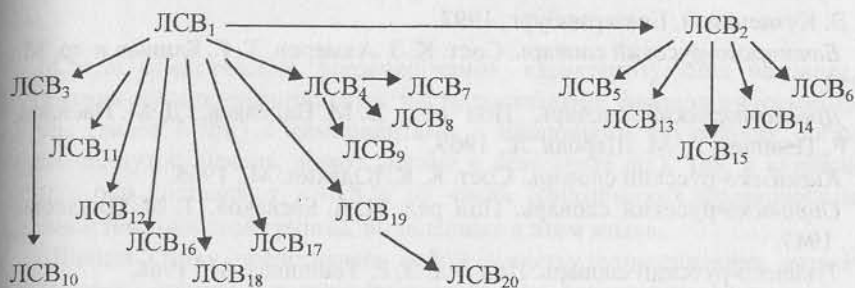 ЛСВ₁ ЛСВ₂
ЛСВ₃ ЛСВ₄ ЛСВ₇ ЛСВ₅ ЛСВ₆
ЛСВ₈ ЛСВ₁₃ ЛСВ₁₄
ЛСВ₁₁ ЛСВ₉ ЛСВ₁₅
ЛСВ₁₂ ЛСВ₁₉
ЛСВ₁₆ ЛСВ₁₇
ЛСВ₁₀ ЛСВ₁₈ ЛСВ₂₀